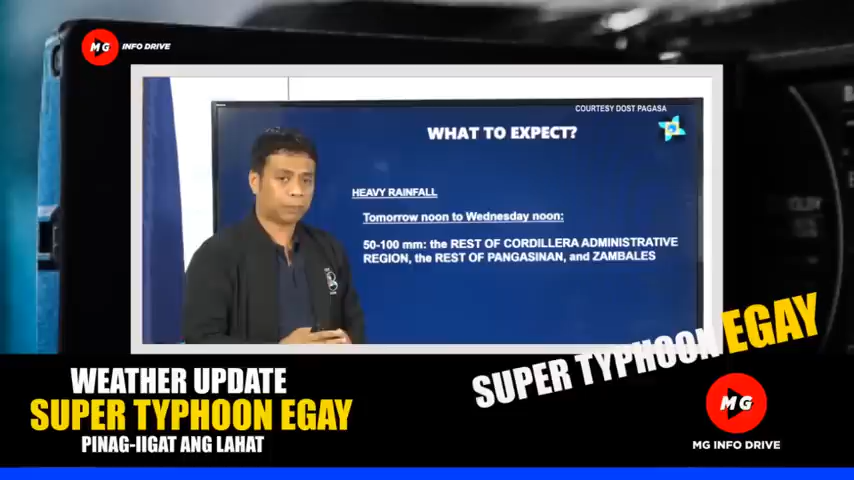 MG INFO DRIVE
COURTESY DOST PAGASA
WHAT TO EXPECT?
HEAVY RAINFALL
Tomorrow noon to Wednesday noon:
50-100 mm: the REST OF CORDILLERA ADMINISTRATIVE
REGION, the REST OF PANGASINAN, and ZAMBALES
SUPER TYPHOON EGAY
WEATHER UPDATE
SUPER TYPHOON EGAY
PINAG-IIGAT ANG LAHAT
MG
MG INFO DRIVE